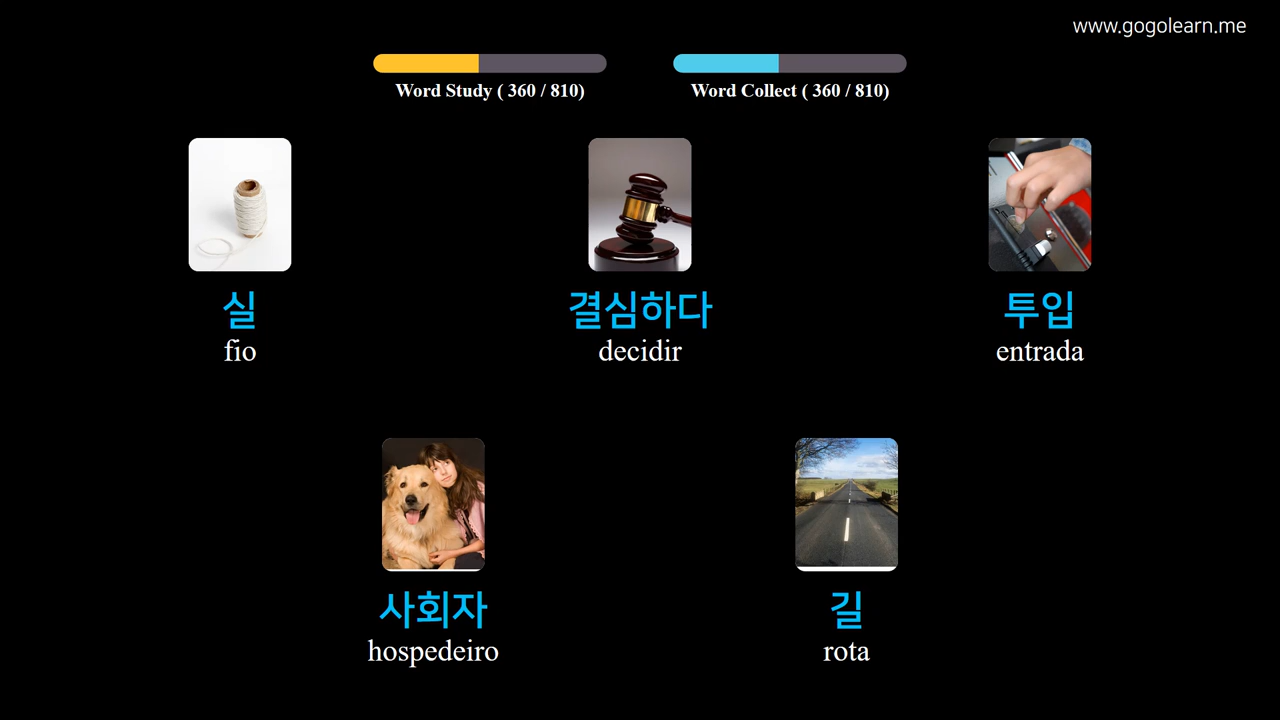 www.gogolearn.me
Word Study ( 360 / 810)
Word Collect ( 360 / 810)
실
fio
결심하다
decidir
투입
entrada
사회자
hospedeiro
길
rota